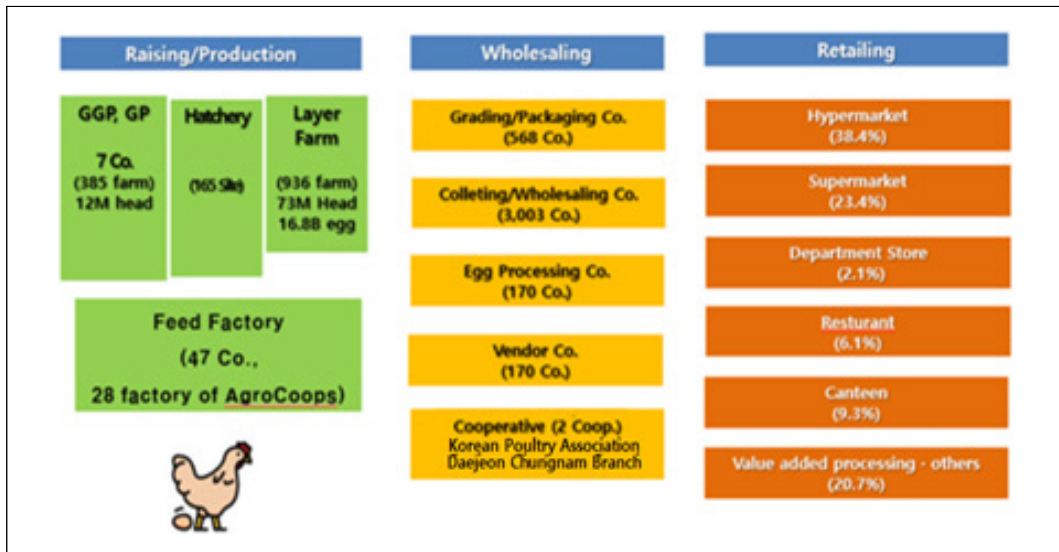 Raising/Production
GGP, GP
7 Co.
(385 farm)
12M head
Hatchery
(165 Site)
Layer
Farm
(936 farm)
73M Head
16.8B egg
Feed Factory
(47 Co.,
28 factory of AgroCoops)
Wholesaling
Grading/Packaging Co.
(568 Co.)
Colleting/Wholesaling Co.
(3,003 Co.)
Egg Processing Co.
(170 Co.)
Vendor Co.
(170 Co.)
Cooperative (2 Coop.)
Korean Poultry Association
Daejeon Chungnam Branch
Retailing
Hypermarket
(38.4%)
Supermarket
(23.4%)
Department Store
(2.1%)
Resturant
(6.1%)
Canteen
(9.3%)
Value added processing - others
(20.7%)